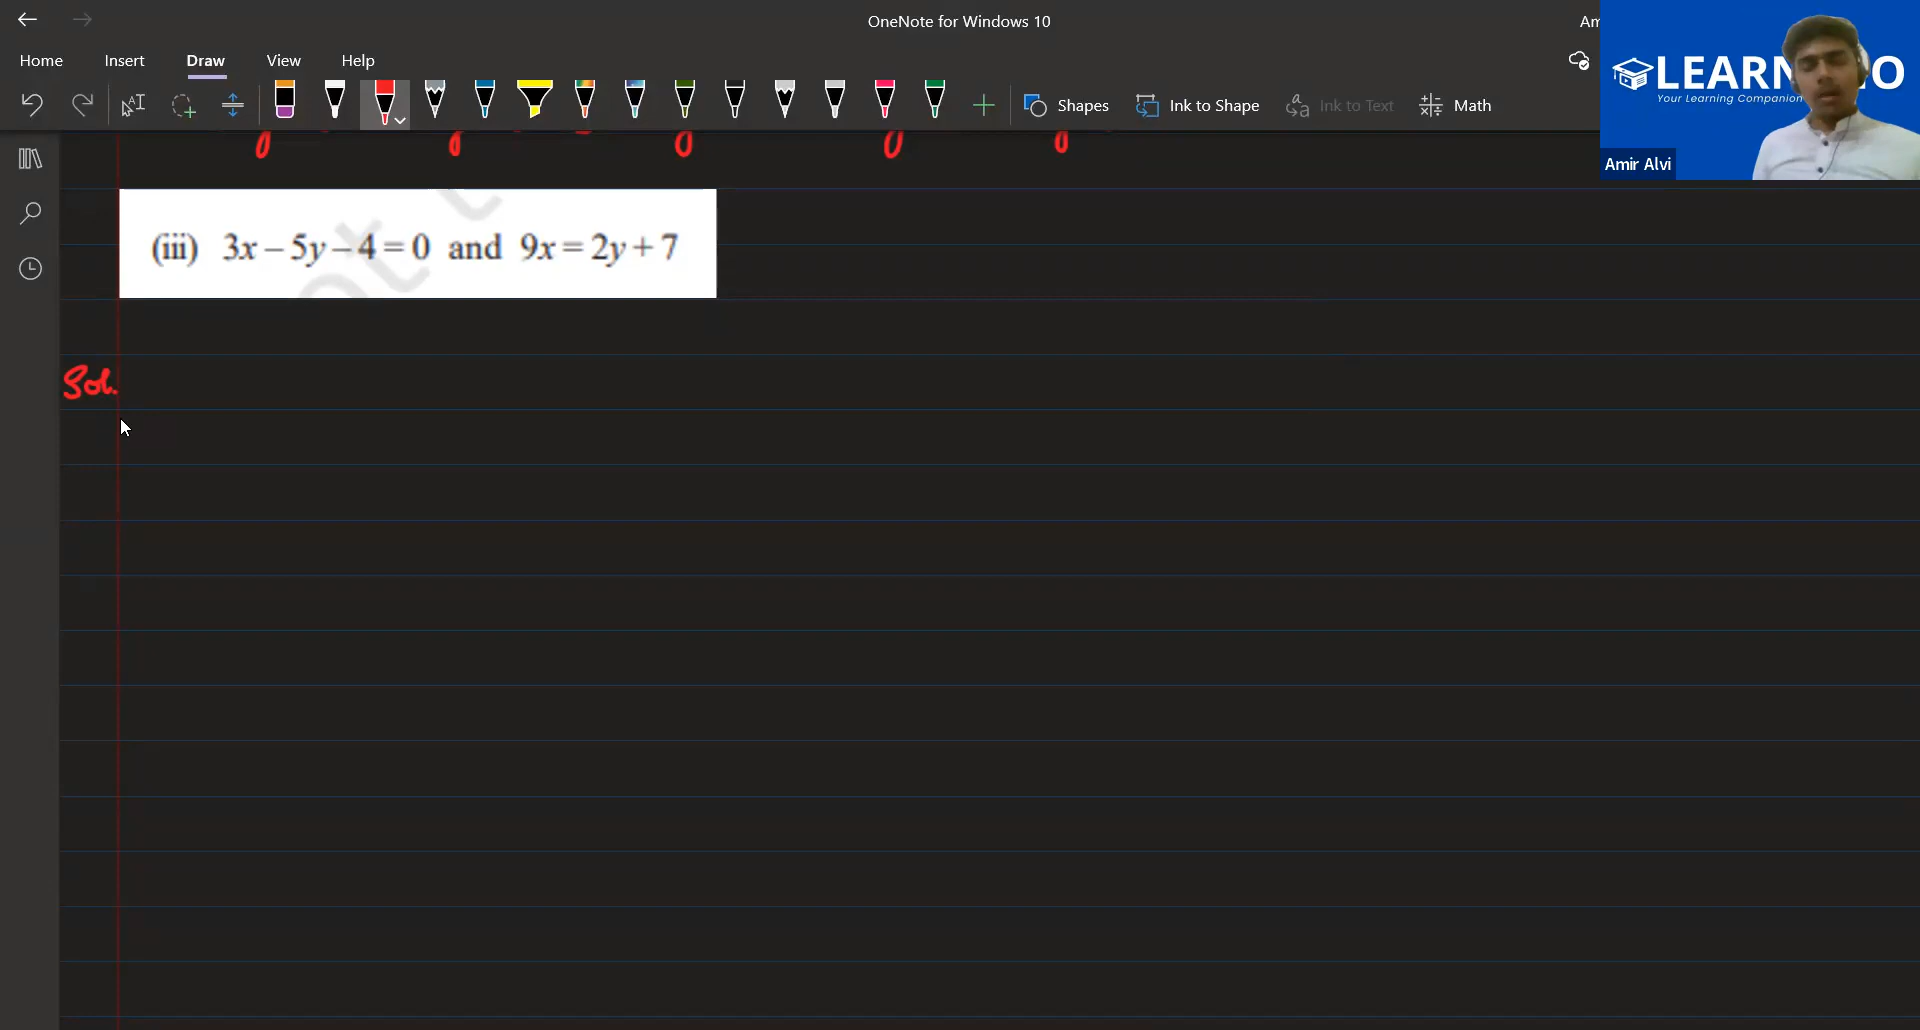 OneNote for Windows 10
Am
Home Insert Draw View Help
Shapes Ink to Shape Ink to Text Math
LEARN O
Your Learning Companion
Amir Alvi
(iii) 3x – 5y – 4 = 0 and 9x = 2y + 7
Sol.